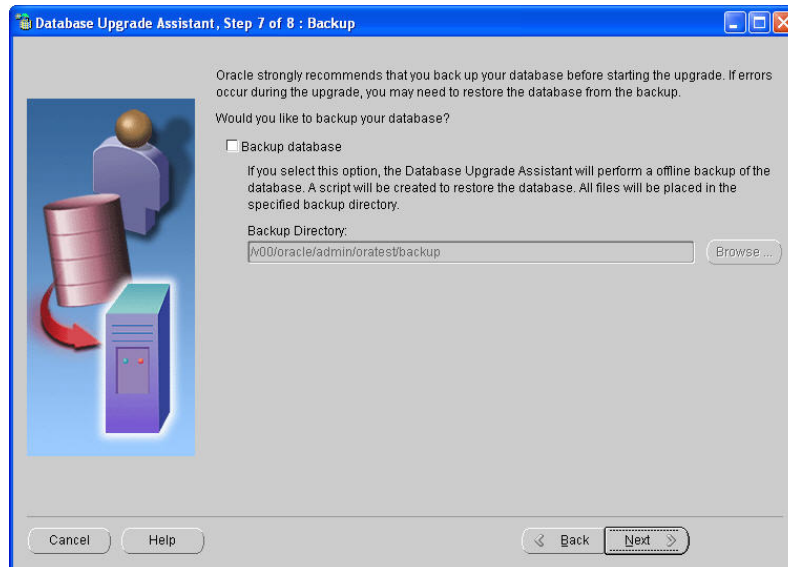 Database Upgrade Assistant, Step 7 of 8 : Backup
Oracle strongly recommends that you back up your database before starting the upgrade. If errors
occur during the upgrade, you may need to restore the database from the backup.
Would you like to backup your database?
Backup database
If you select this option, the Database Upgrade Assistant will perform a offline backup of the
database. A script will be created to restore the database. All files will be placed in the
specified backup directory.
Backup Directory:
/v00/oracle/admin/oratest/backup
Browse ...
Cancel
Help
Back
Next